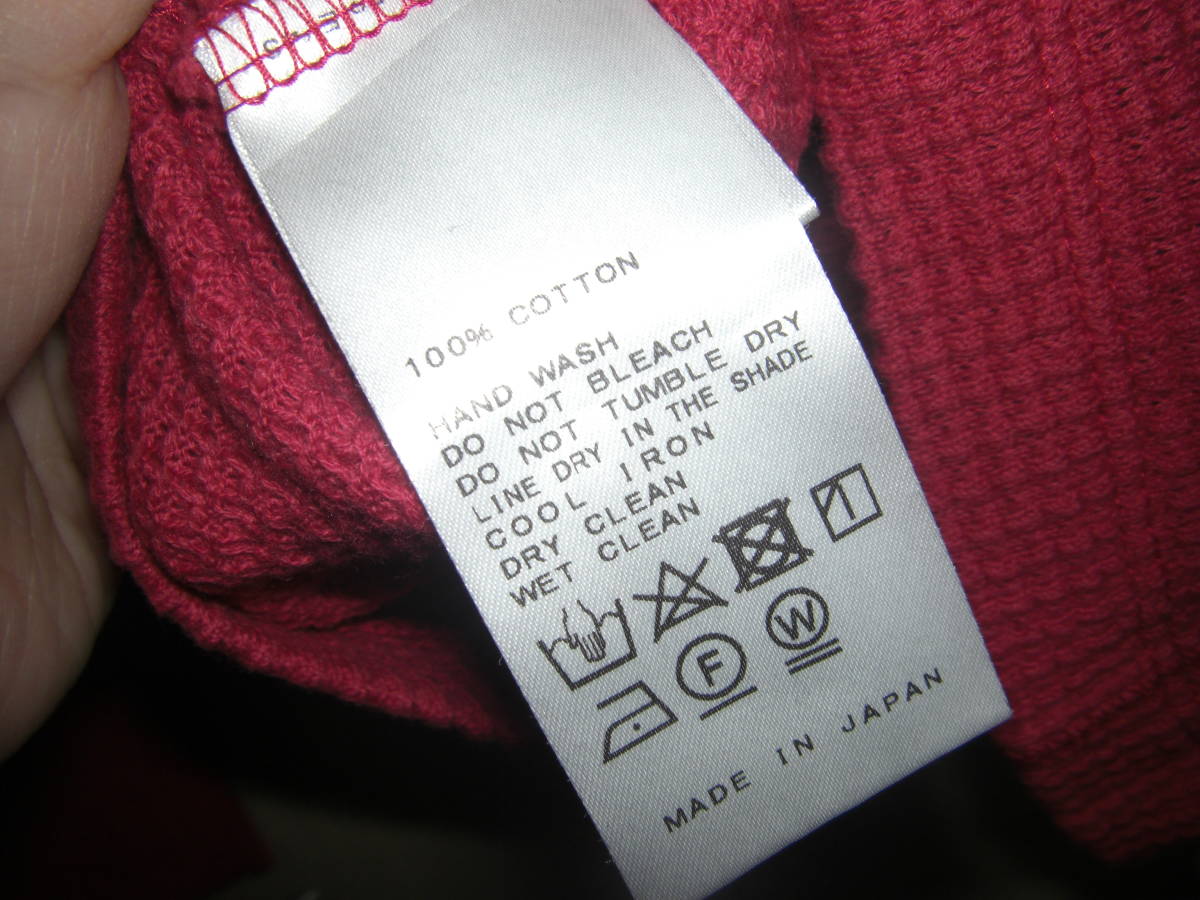 100% COTTON
HAND WASH
DO NOT BLEACH
DO NOT TUMBLE DRY
LINE DRY IN THE SHADE
COOL IRON
DRY CLEAN
WET CLEAN
F
W
MADE IN JAPAN